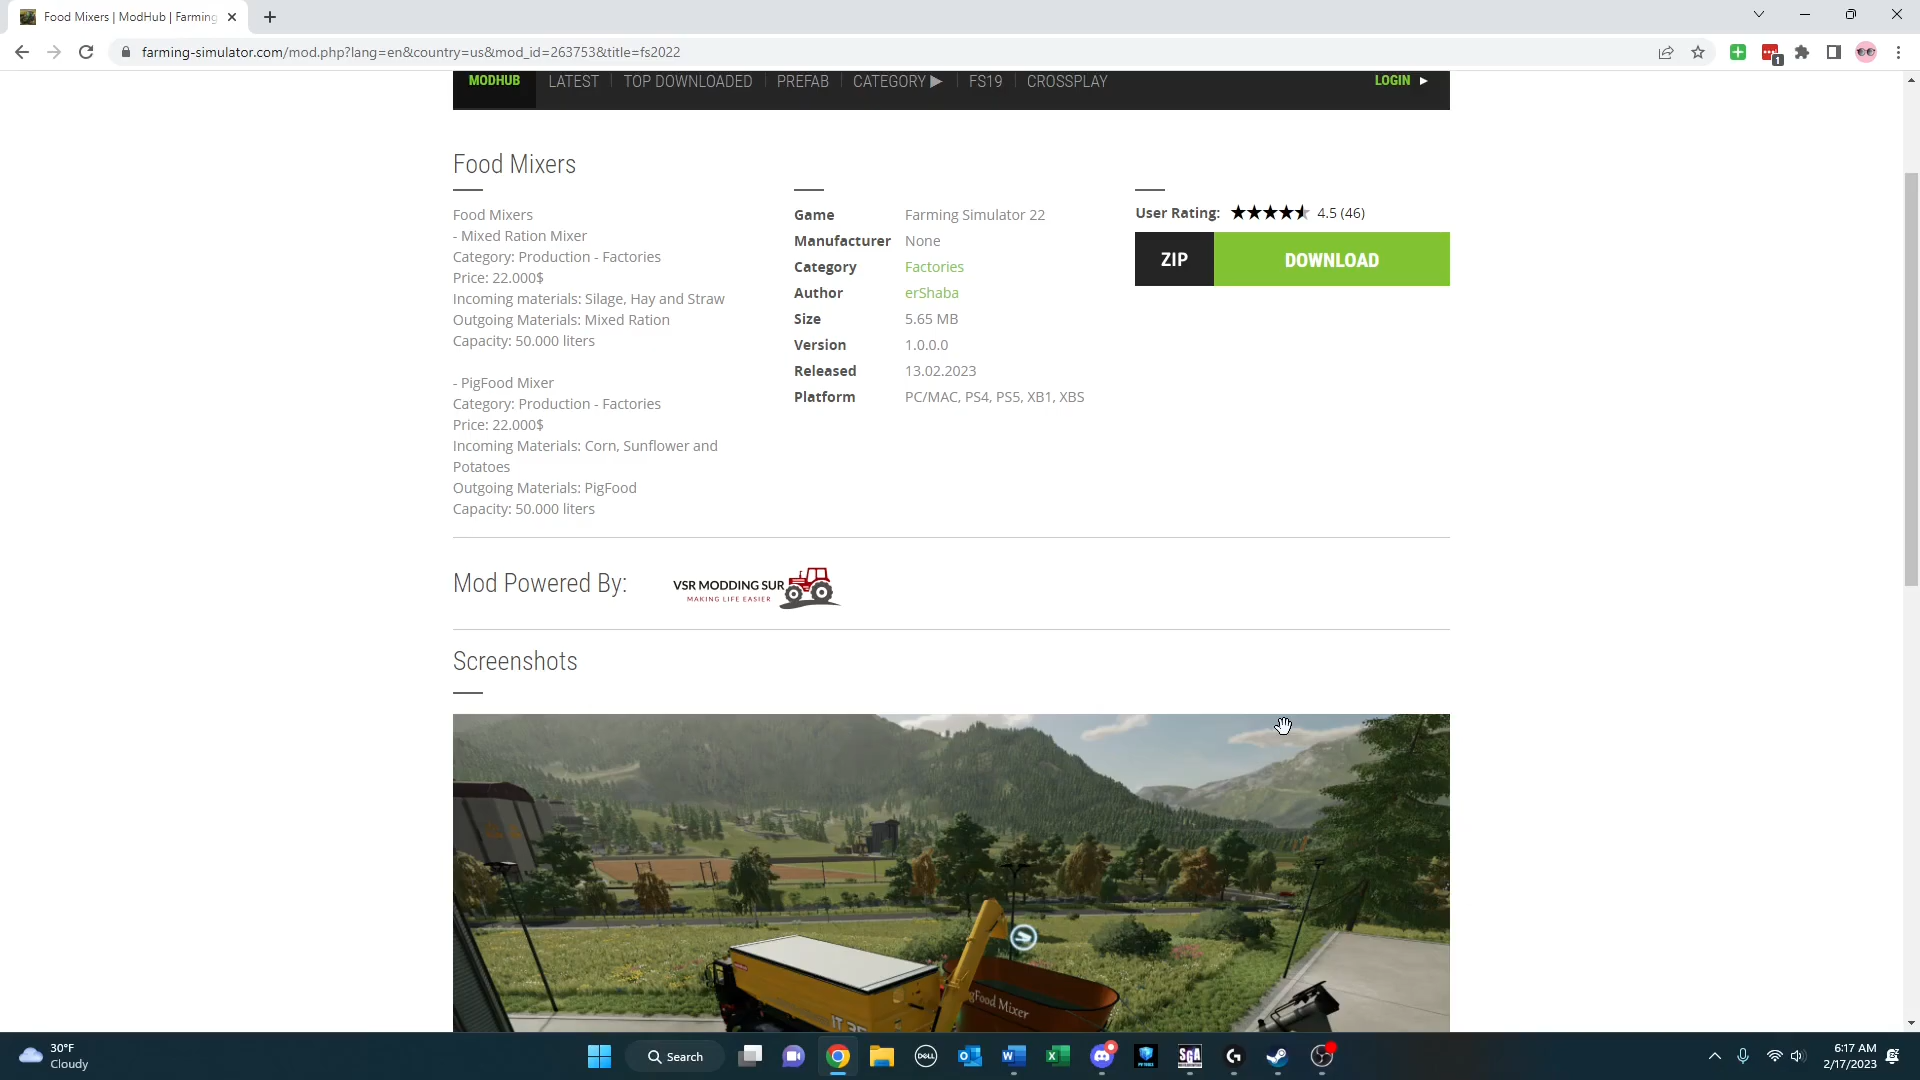 Food Mixers | ModHub | Farming
farming-simulator.com/mod.php?lang=en&country=us&mod_id=263753&title=fs2022
1
MODHUB
LATEST
TOP DOWNLOADED
PREFAB
CATEGORY ▶
FS19
CROSSPLAY
LOGIN ▶
Food Mixers
Food Mixers
- Mixed Ration Mixer
Category: Production - Factories
Price: 22.000$
Incoming materials: Silage, Hay and Straw
Outgoing Materials: Mixed Ration
Capacity: 50.000 liters
- PigFood Mixer
Category: Production - Factories
Price: 22.000$
Incoming Materials: Corn, Sunflower and
Potatoes
Outgoing Materials: PigFood
Capacity: 50.000 liters
Game Farming Simulator 22
Manufacturer None
Category Factories
Author erShaba
Size 5.65 MB
Version 1.0.0.0
Released 13.02.2023
Platform PC/MAC, PS4, PS5, XB1, XBS
User Rating: 4.5 (46)
ZIP DOWNLOAD
Mod Powered By:
VSR MODDING SUR
MAKING LIFE EASIER
Screenshots
gFood Mixer
30°F
Cloudy
Search
DELL
SGA
6:17 AM
2/17/2023